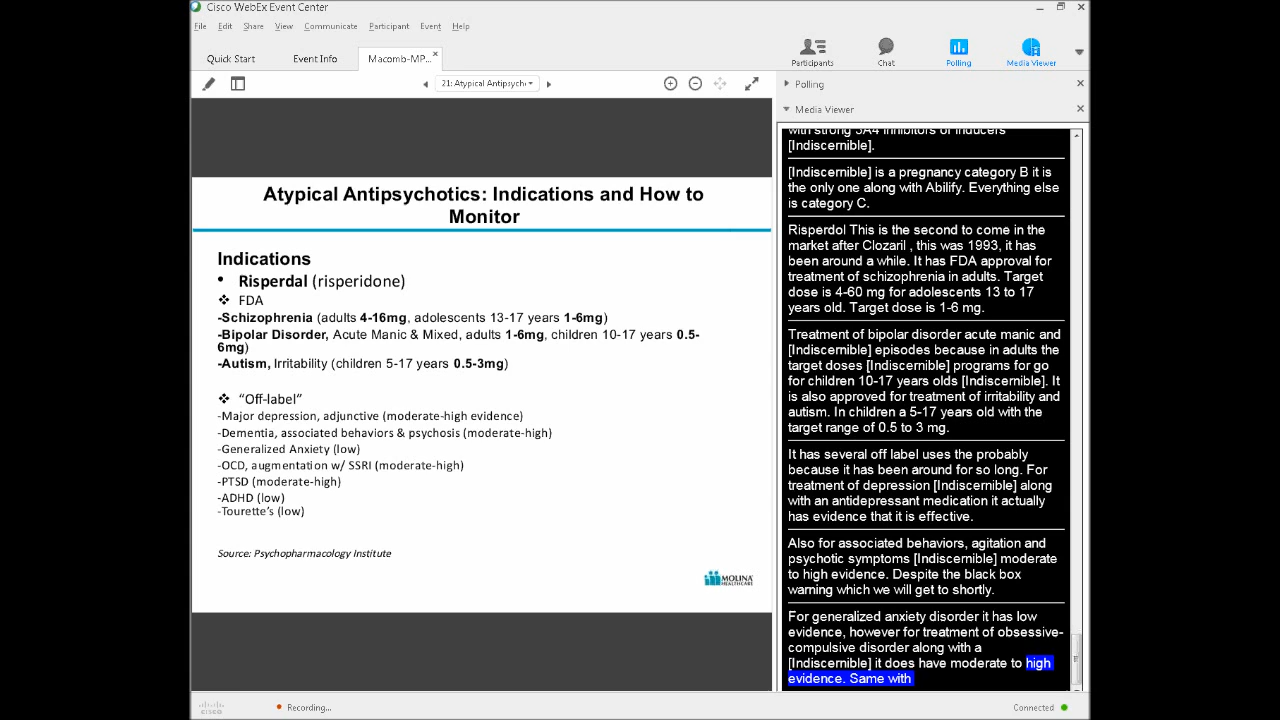 Cisco WebEx Event Center
File Edit Share View Communicate Participant Event Help
Quick Start Event Info Macomb-MP...
Participants Chat Polling Media Viewer
21: Atypical Antipsych
Polling
Media Viewer
Atypical Antipsychotics: Indications and How to
Monitor
Indications
• Risperdal (risperidone)
❖ FDA
-Schizophrenia (adults 4-16mg, adolescents 13-17 years 1-6mg)
-Bipolar Disorder, Acute Manic & Mixed, adults 1-6mg, children 10-17 years 0.5-
6mg)
-Autism, Irritability (children 5-17 years 0.5-3mg)
❖ “Off-label”
-Major depression, adjunctive (moderate-high evidence)
-Dementia, associated behaviors & psychosis (moderate-high)
-Generalized Anxiety (low)
-OCD, augmentation w/ SSRI (moderate-high)
-PTSD (moderate-high)
-ADHD (low)
-Tourette’s (low)
Source: Psychopharmacology Institute
MOLINA
HEALTHCARE
with strong 3A4 inhibitors of inducers
[Indiscernible].
[Indiscernible] is a pregnancy category B it is
the only one along with Abilify. Everything else
is category C.
Risperdol This is the second to come in the
market after Clozaril , this was 1993, it has
been around a while. It has FDA approval for
treatment of schizophrenia in adults. Target
dose is 4-60 mg for adolescents 13 to 17
years old. Target dose is 1-6 mg.
Treatment of bipolar disorder acute manic and
[Indiscernible] episodes because in adults the
target doses [Indiscernible] programs for go
for children 10-17 years olds [Indiscernible]. It
is also approved for treatment of irritability and
autism. In children a 5-17 years old with the
target range of 0.5 to 3 mg.
It has several off label uses the probably
because it has been around for so long. For
treatment of depression [Indiscernible] along
with an antidepressant medication it actually
has evidence that it is effective.
Also for associated behaviors, agitation and
psychotic symptoms [Indiscernible] moderate
to high evidence. Despite the black box
warning which we will get to shortly.
For generalized anxiety disorder it has low
evidence, however for treatment of obsessive-
compulsive disorder along with a
[Indiscernible] it does have moderate to high
evidence. Same with
cisco
Recording...
Connected